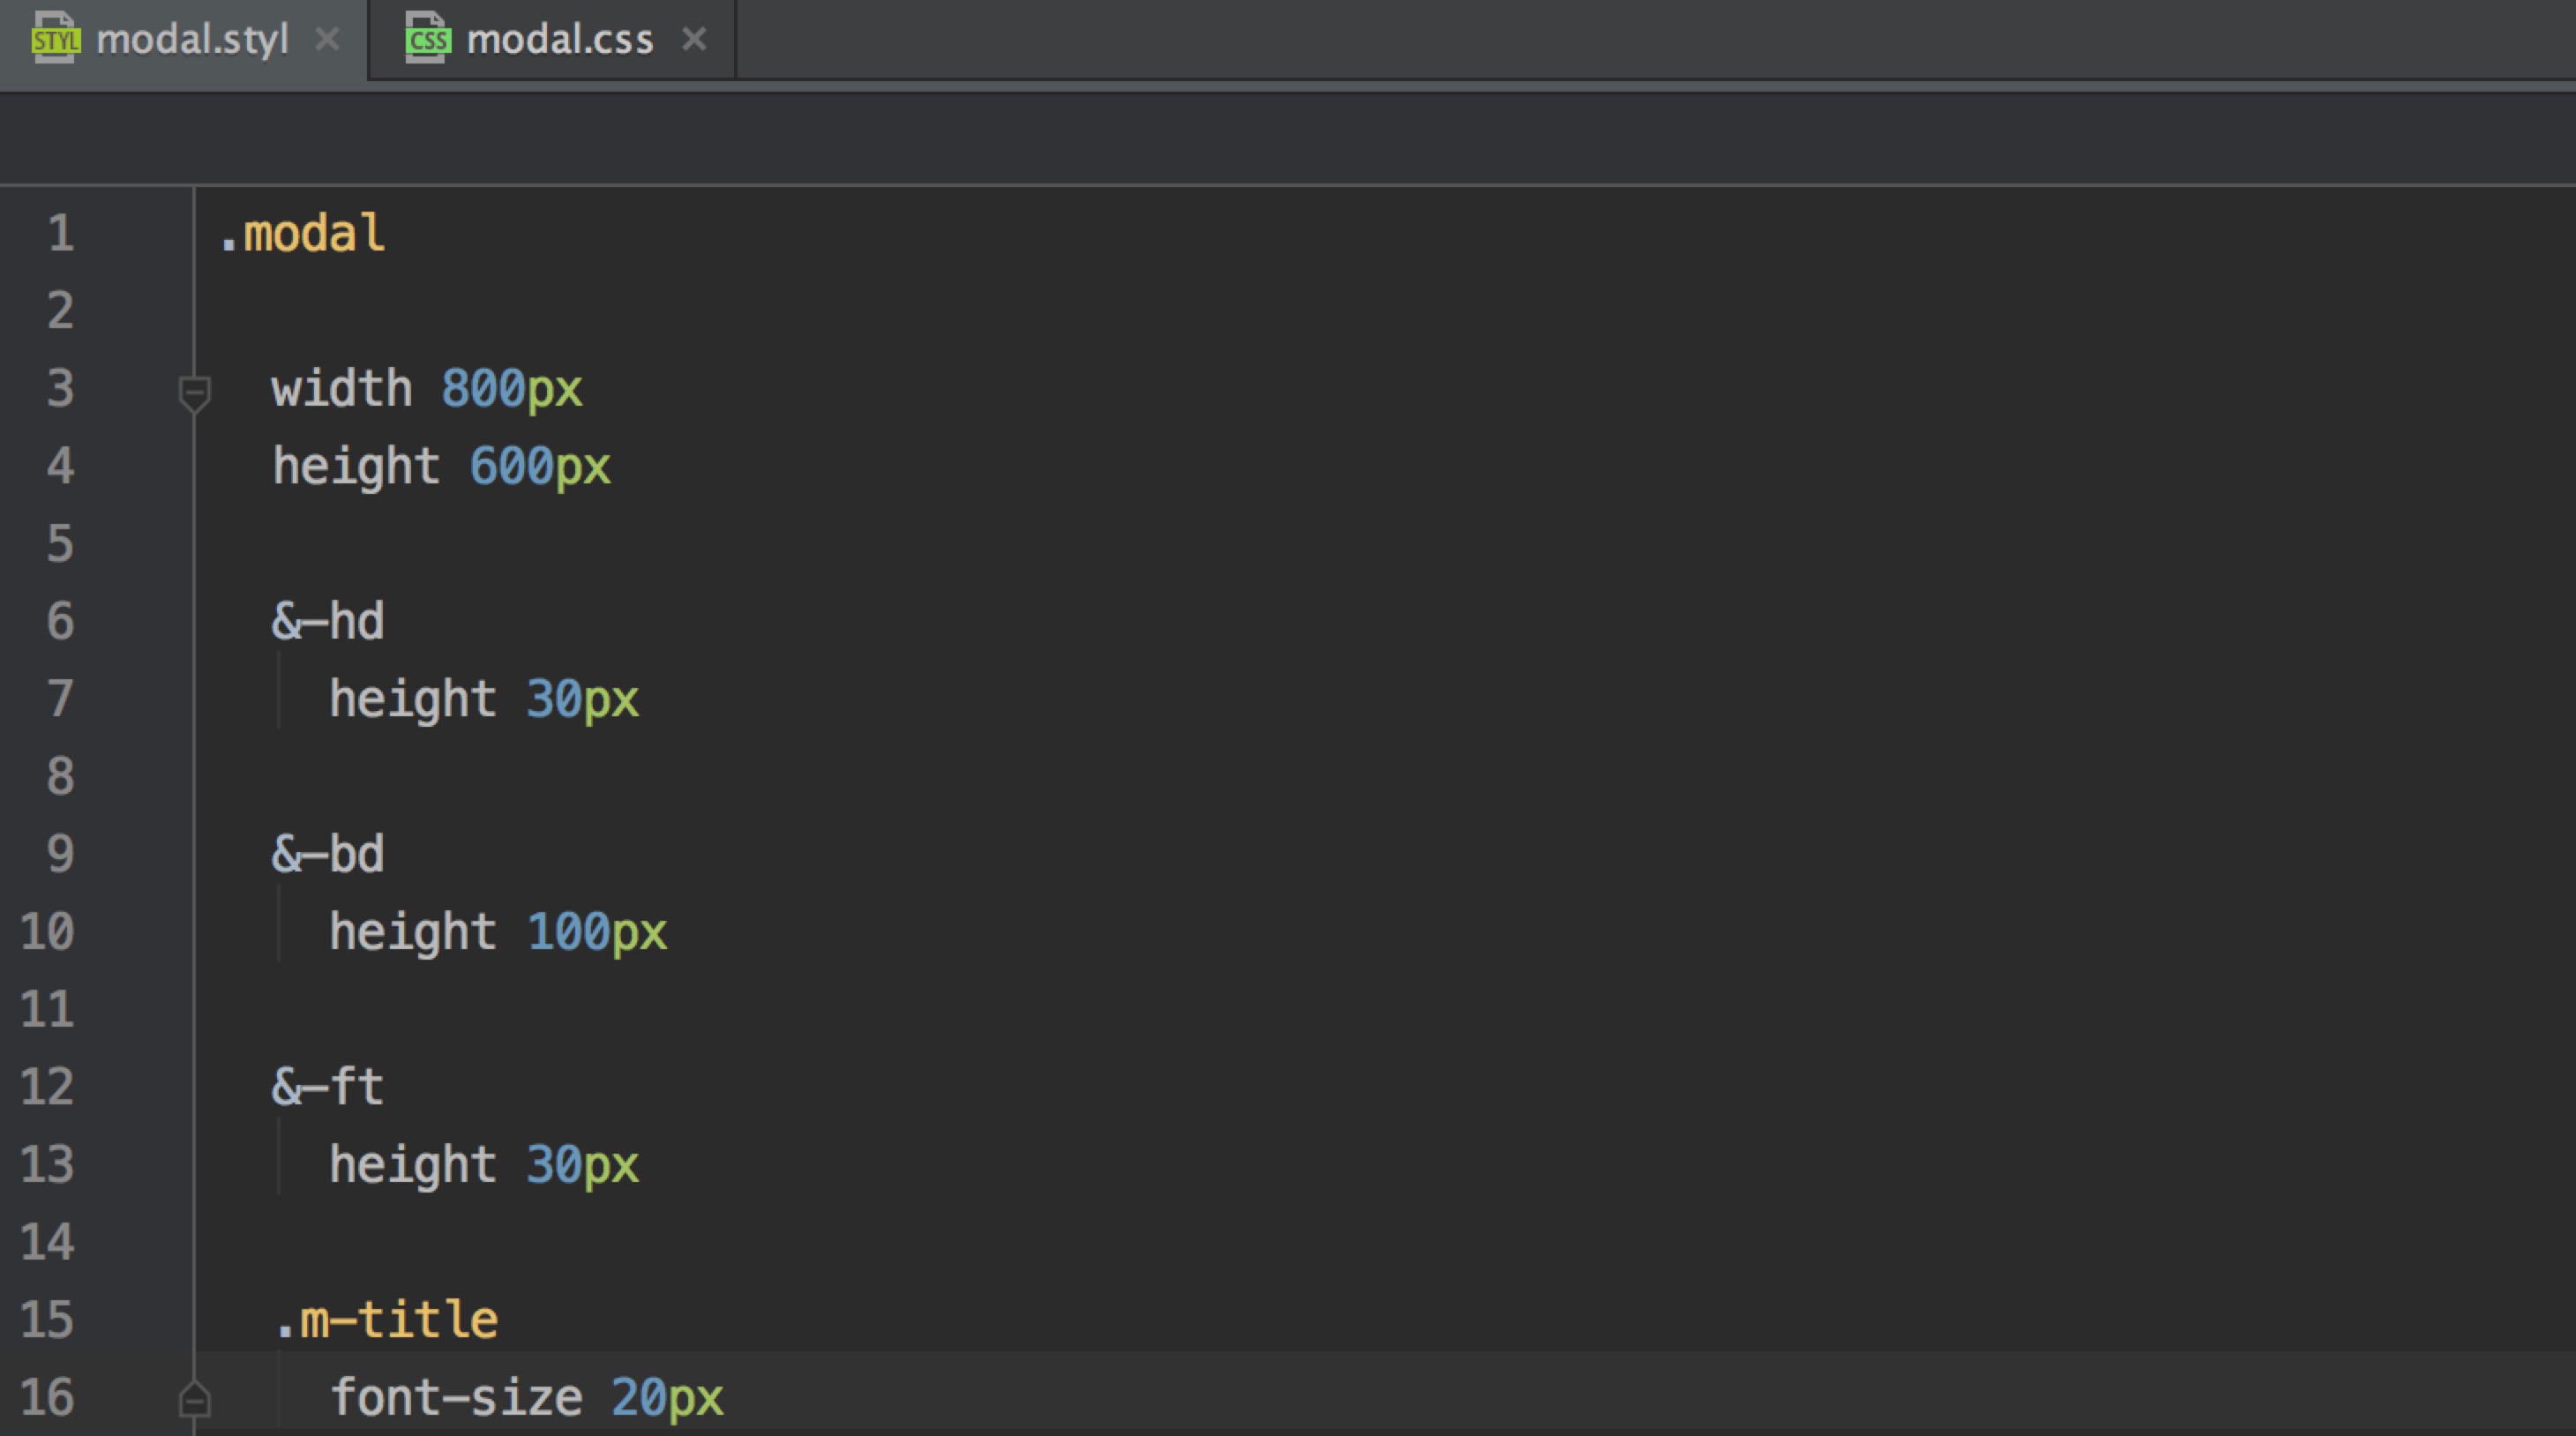 STYL modal.styl × CSS modal.css ×
1 .modal
2
3 width 800px
4 height 600px
5
6 &-hd
7 height 30px
8
9 &-bd
10 height 100px
11
12 &-ft
13 height 30px
14
15 .m-title
16 font-size 20px